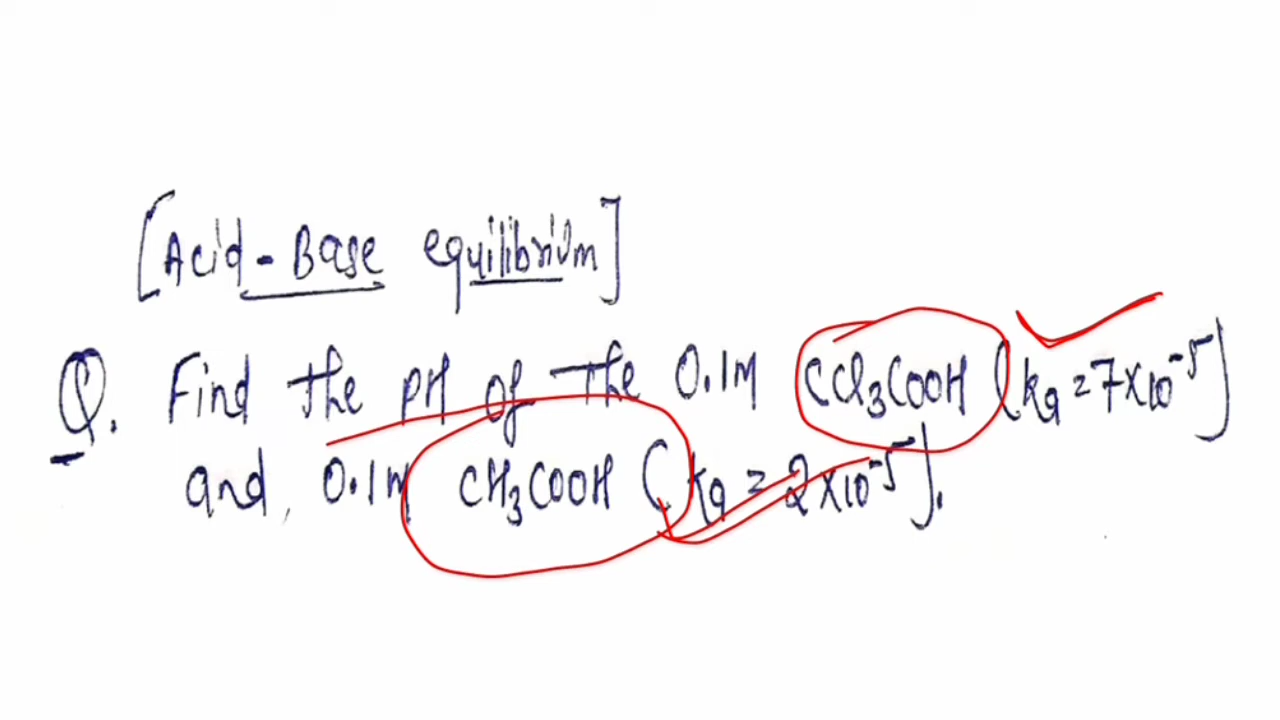 [Acid-Base equilibrium]
Q. Find the pH of the 0.1M CCl₃COOH (ka = 7×10⁻⁵]
and, 0.1M CH₃COOH (ka = 2×10⁻⁵].